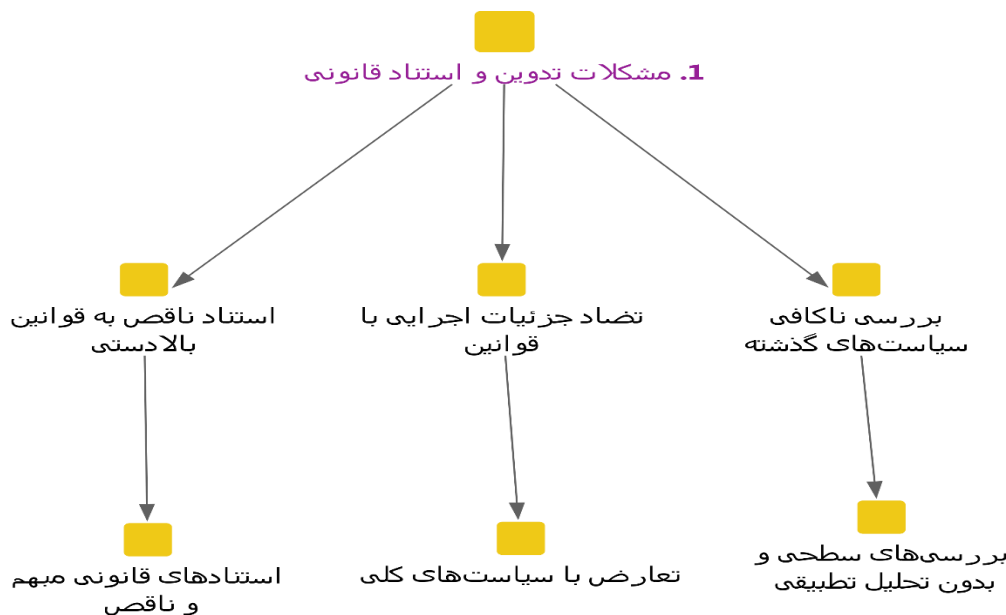 1. مشکلات تدوین و استناد قانونی
بررسی ناکافی
سیاست‌های گذشته
تضاد جزئیات اجرایی با
قوانین
استناد ناقص به قوانین
بالادستی
بررسی‌های سطحی و
بدون تحلیل تطبیقی
تعارض با سیاست‌های کلی
استنادهای قانونی مبهم
و ناقص